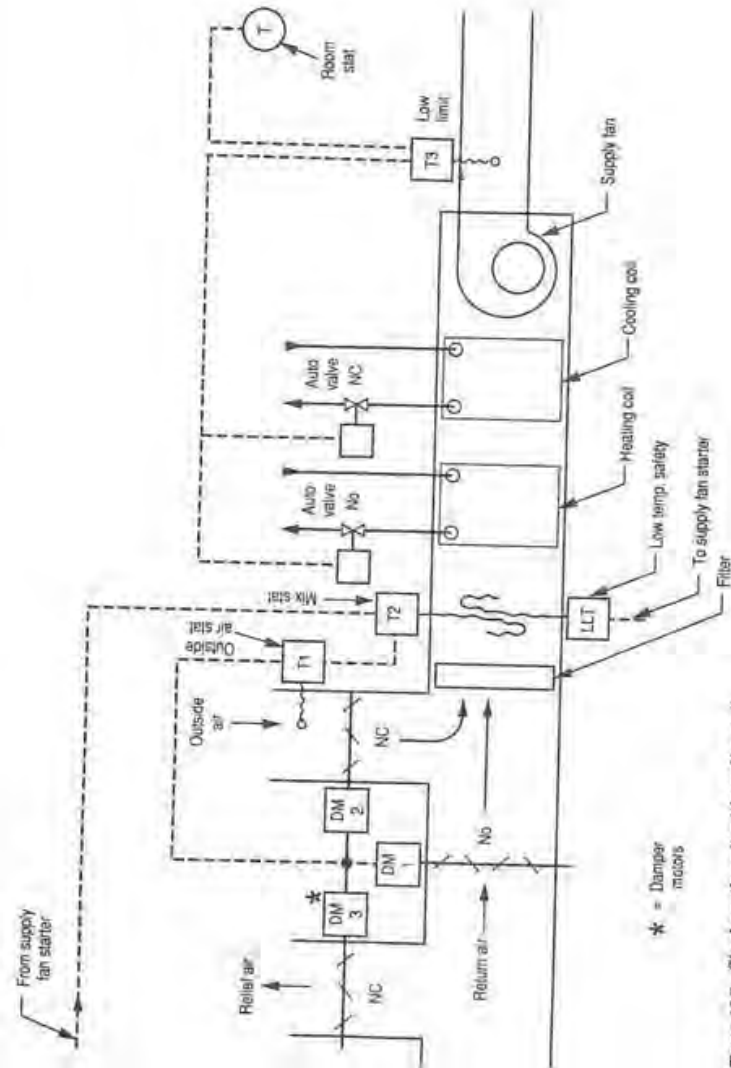 From supply
fan starter
T
Room
stat
Low
limit
T3
Supply fan
Auto
valve
NC
Auto
valve
No
Cooling coil
Heating coil
Mix stat
T2
Outside
air stat
T1
Outside
air
NC
DM
2
DM
1
DM
3
*
Relief air
NC
No
Return air
LLT
Low temp. safety
To supply fan starter
Filter
* = Damper
motors